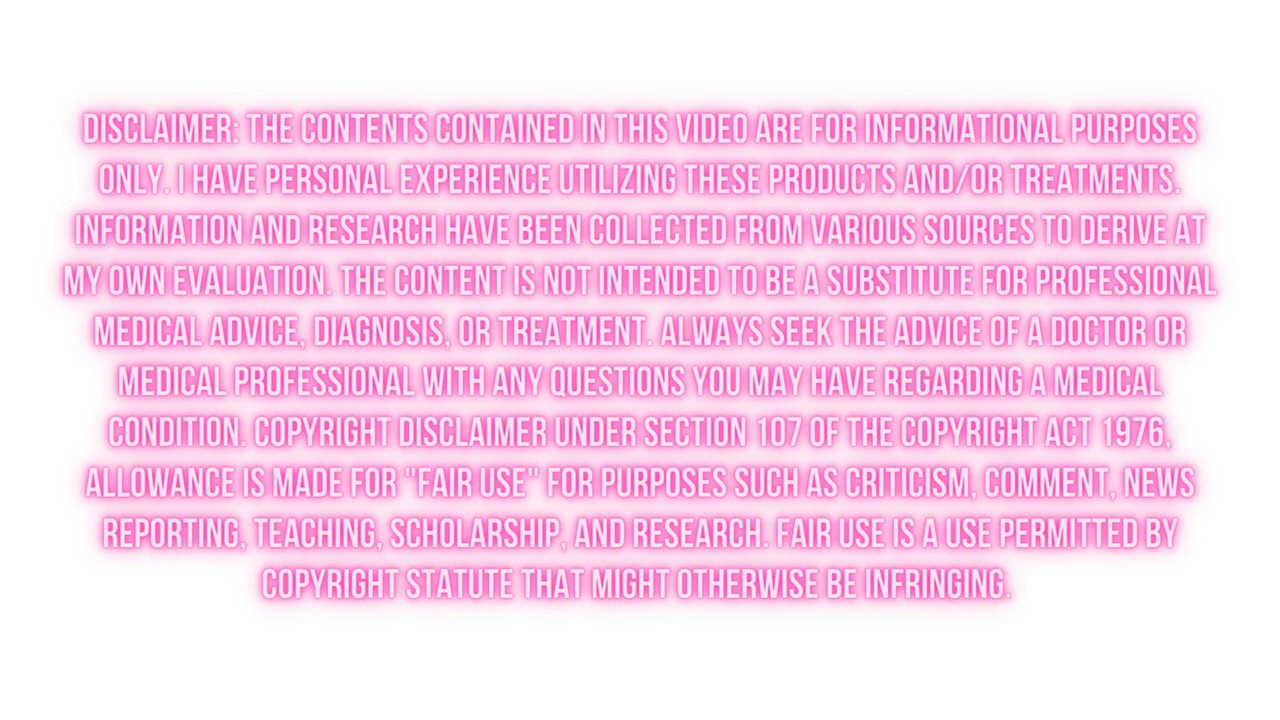 DISCLAIMER: THE CONTENTS CONTAINED IN THIS VIDEO ARE FOR INFORMATIONAL PURPOSES
ONLY. I HAVE PERSONAL EXPERIENCE UTILIZING THESE PRODUCTS AND/OR TREATMENTS.
INFORMATION AND RESEARCH HAVE BEEN COLLECTED FROM VARIOUS SOURCES TO DERIVE AT
MY OWN EVALUATION. THE CONTENT IS NOT INTENDED TO BE A SUBSTITUTE FOR PROFESSIONAL
MEDICAL ADVICE, DIAGNOSIS, OR TREATMENT. ALWAYS SEEK THE ADVICE OF A DOCTOR OR
MEDICAL PROFESSIONAL WITH ANY QUESTIONS YOU MAY HAVE REGARDING A MEDICAL
CONDITION. COPYRIGHT DISCLAIMER UNDER SECTION 107 OF THE COPYRIGHT ACT 1976,
ALLOWANCE IS MADE FOR "FAIR USE" FOR PURPOSES SUCH AS CRITICISM, COMMENT, NEWS
REPORTING, TEACHING, SCHOLARSHIP, AND RESEARCH. FAIR USE IS A USE PERMITTED BY
COPYRIGHT STATUTE THAT MIGHT OTHERWISE BE INFRINGING.